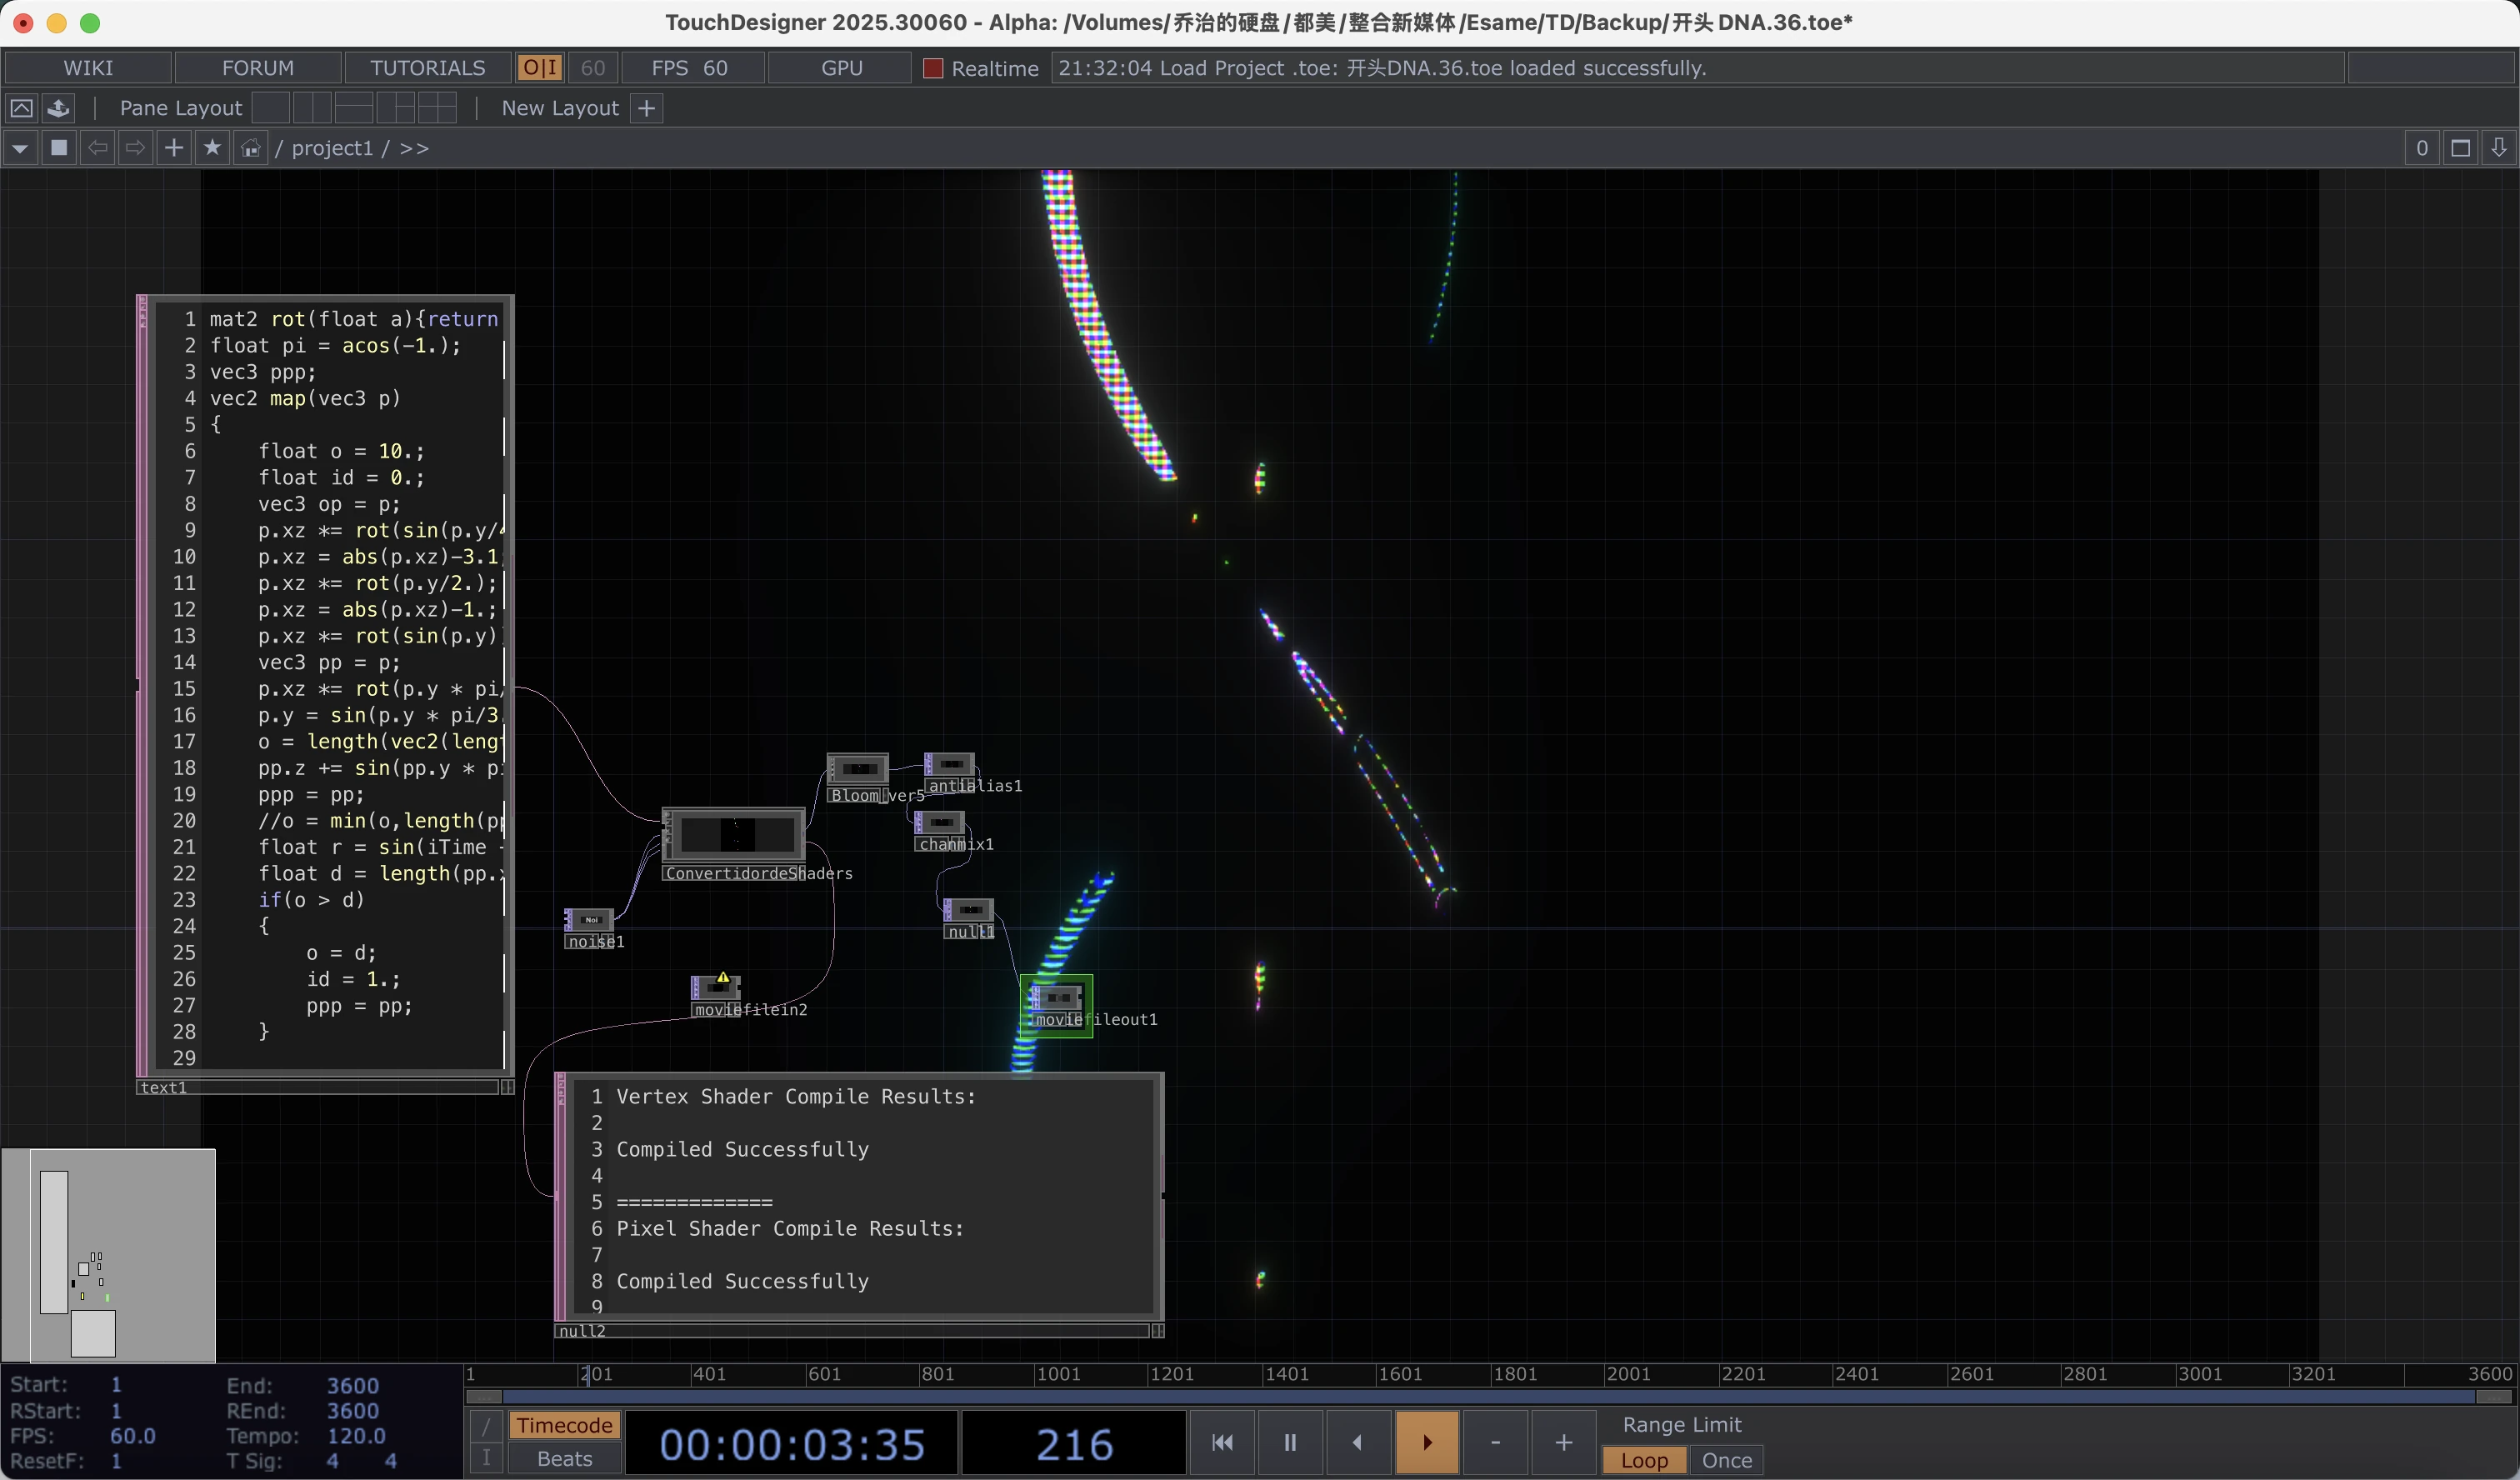 TouchDesigner 2025.30060 - Alpha: /Volumes/乔治的硬盘/都美/整合新媒体/Esame/TD/Backup/开头DNA.36.toe*
WIKI FORUM TUTORIALS O|I 60 FPS 60 GPU Realtime 21:32:04 Load Project .toe: 开头DNA.36.toe loaded successfully.
Pane Layout New Layout +
/ project1 / >> 0
1 mat2 rot(float a){return
2 float pi = acos(-1.);
3 vec3 ppp;
4 vec2 map(vec3 p)
5 {
6 float o = 10.;
7 float id = 0.;
8 vec3 op = p;
9 p.xz *= rot(sin(p.y/4
10 p.xz = abs(p.xz)-3.1
11 p.xz *= rot(p.y/2.);
12 p.xz = abs(p.xz)-1.;
13 p.xz *= rot(sin(p.y)
14 vec3 pp = p;
15 p.xz *= rot(p.y * pi/
16 p.y = sin(p.y * pi/3
17 o = length(vec2(leng
18 pp.z += sin(pp.y * p
19 ppp = pp;
20 //o = min(o,length(p
21 float r = sin(iTime
22 float d = length(pp.x
23 if(o > d)
24 {
25 o = d;
26 id = 1.;
27 ppp = pp;
28 }
29
text1
Bloom_ver5
antialias1
chanmix1
ConvertidordeShaders
Noi
noise1
null1
moviefilein2
moviefileout1
1 Vertex Shader Compile Results:
2
3 Compiled Successfully
4
5 =============
6 Pixel Shader Compile Results:
7
8 Compiled Successfully
9
null2
1 201 401 601 801 1001 1201 1401 1601 1801 2001 2201 2401 2601 2801 3001 3201 3600
Start: 1 End: 3600
RStart: 1 REnd: 3600
FPS: 60.0 Tempo: 120.0
ResetF: 1 T Sig: 4 4
/ Timecode
I Beats
00:00:03:35 216 - +
Range Limit
Loop Once